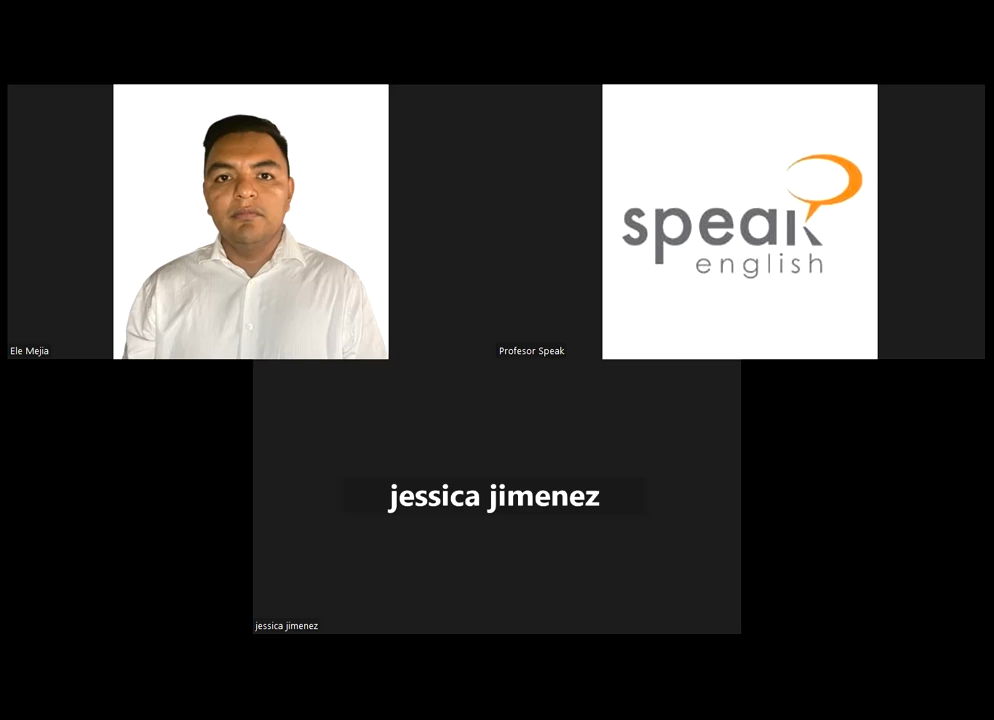 speak
english
Ele Mejia
Profesor Speak
jessica jimenez
jessica jimenez